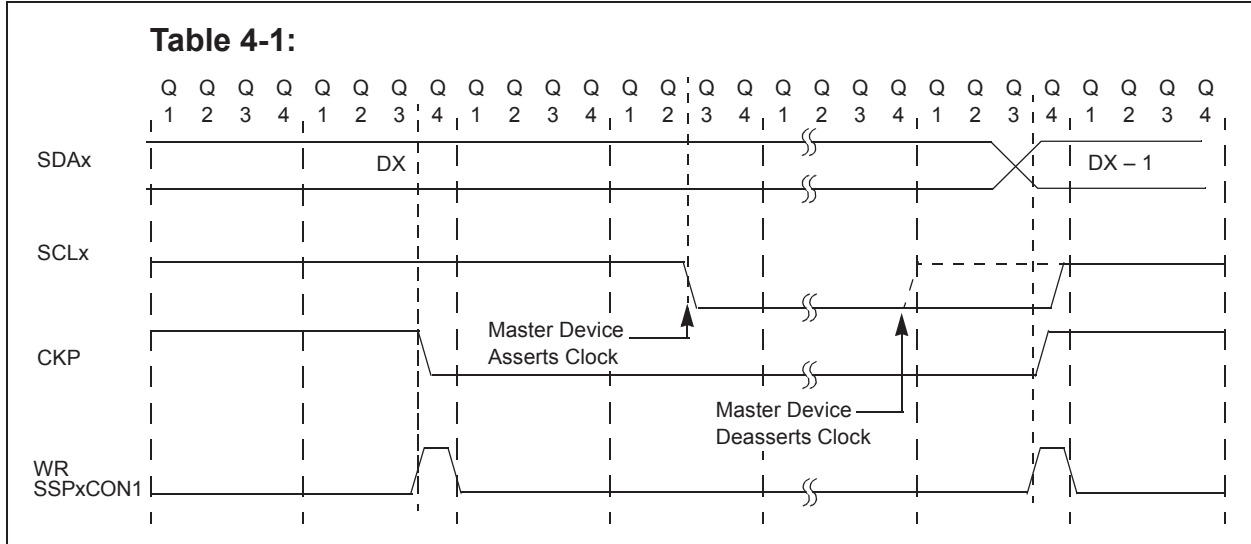 Table 4-1:
Q Q Q Q Q Q Q Q Q Q Q Q Q Q Q Q Q Q Q Q Q Q Q Q Q Q Q Q
1 2 3 4 1 2 3 4 1 2 3 4 1 2 3 4 1 2 3 4 1 2 3 4 1 2 3 4
SDAx
DX
DX – 1
SCLx
Master Device
Asserts Clock
CKP
Master Device
Deasserts Clock
WR
SSPxCON1